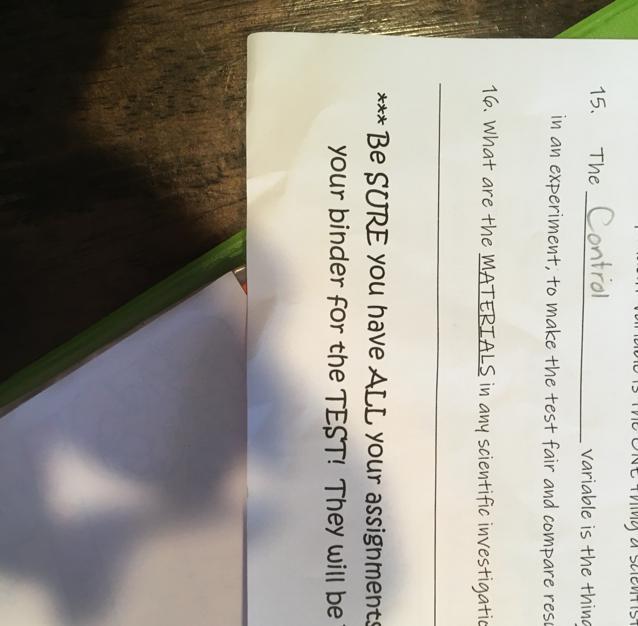 15. The Control variable is the thing
in an experiment, to make the test fair and compare
16. What are the MATERIALS in any scientific
*** Be SURE you have ALL your assignments
your binder for the TEST! They will be